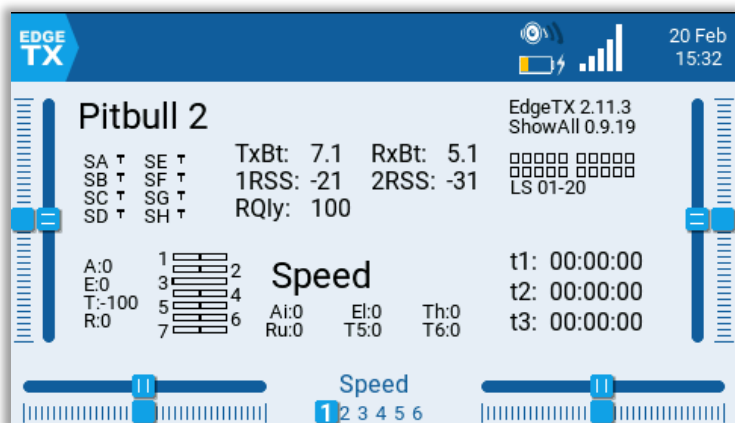 EDGE
TX
20 Feb
15:32
Pitbull 2
EdgeTX 2.11.3
ShowAll 0.9.19
SA SE
SB SF
SC SG
SD SH
TxBt: 7.1 RxBt: 5.1
1RSS: -21 2RSS: -31
RQly: 100
LS 01-20
A:0
E:0
T:-100
R:0
1
2
3
4
5
6
7
Speed
Ai:0 El:0 Th:0
Ru:0 T5:0 T6:0
t1: 00:00:00
t2: 00:00:00
t3: 00:00:00
Speed
1 2 3 4 5 6